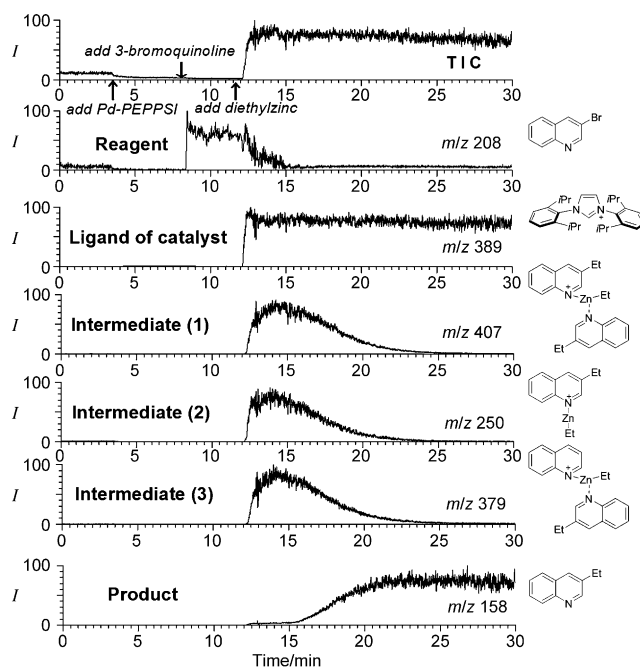 100
I
0
add 3-bromoquinoline
TIC
0 5 10 15 20 25 30
add Pd-PEPPSI
add diethylzinc
100
I
0
Reagent
m/z 208
0 5 10 15 20 25 30
Br
N
100
I
0
Ligand of catalyst
m/z 389
0 5 10 15 20 25 30
iPr
iPr
N
N
+
iPr
iPr
100
I
0
Intermediate (1)
m/z 407
0 5 10 15 20 25 30
Et
N
+
Zn
Et
N
Et
100
I
0
Intermediate (2)
m/z 250
0 5 10 15 20 25 30
Et
N
+
Zn
Et
100
I
0
Intermediate (3)
m/z 379
0 5 10 15 20 25 30
N
+
Zn
Et
N
Et
100
I
0
Product
m/z 158
0 5 10 15 20 25 30
Time/min
Et
N